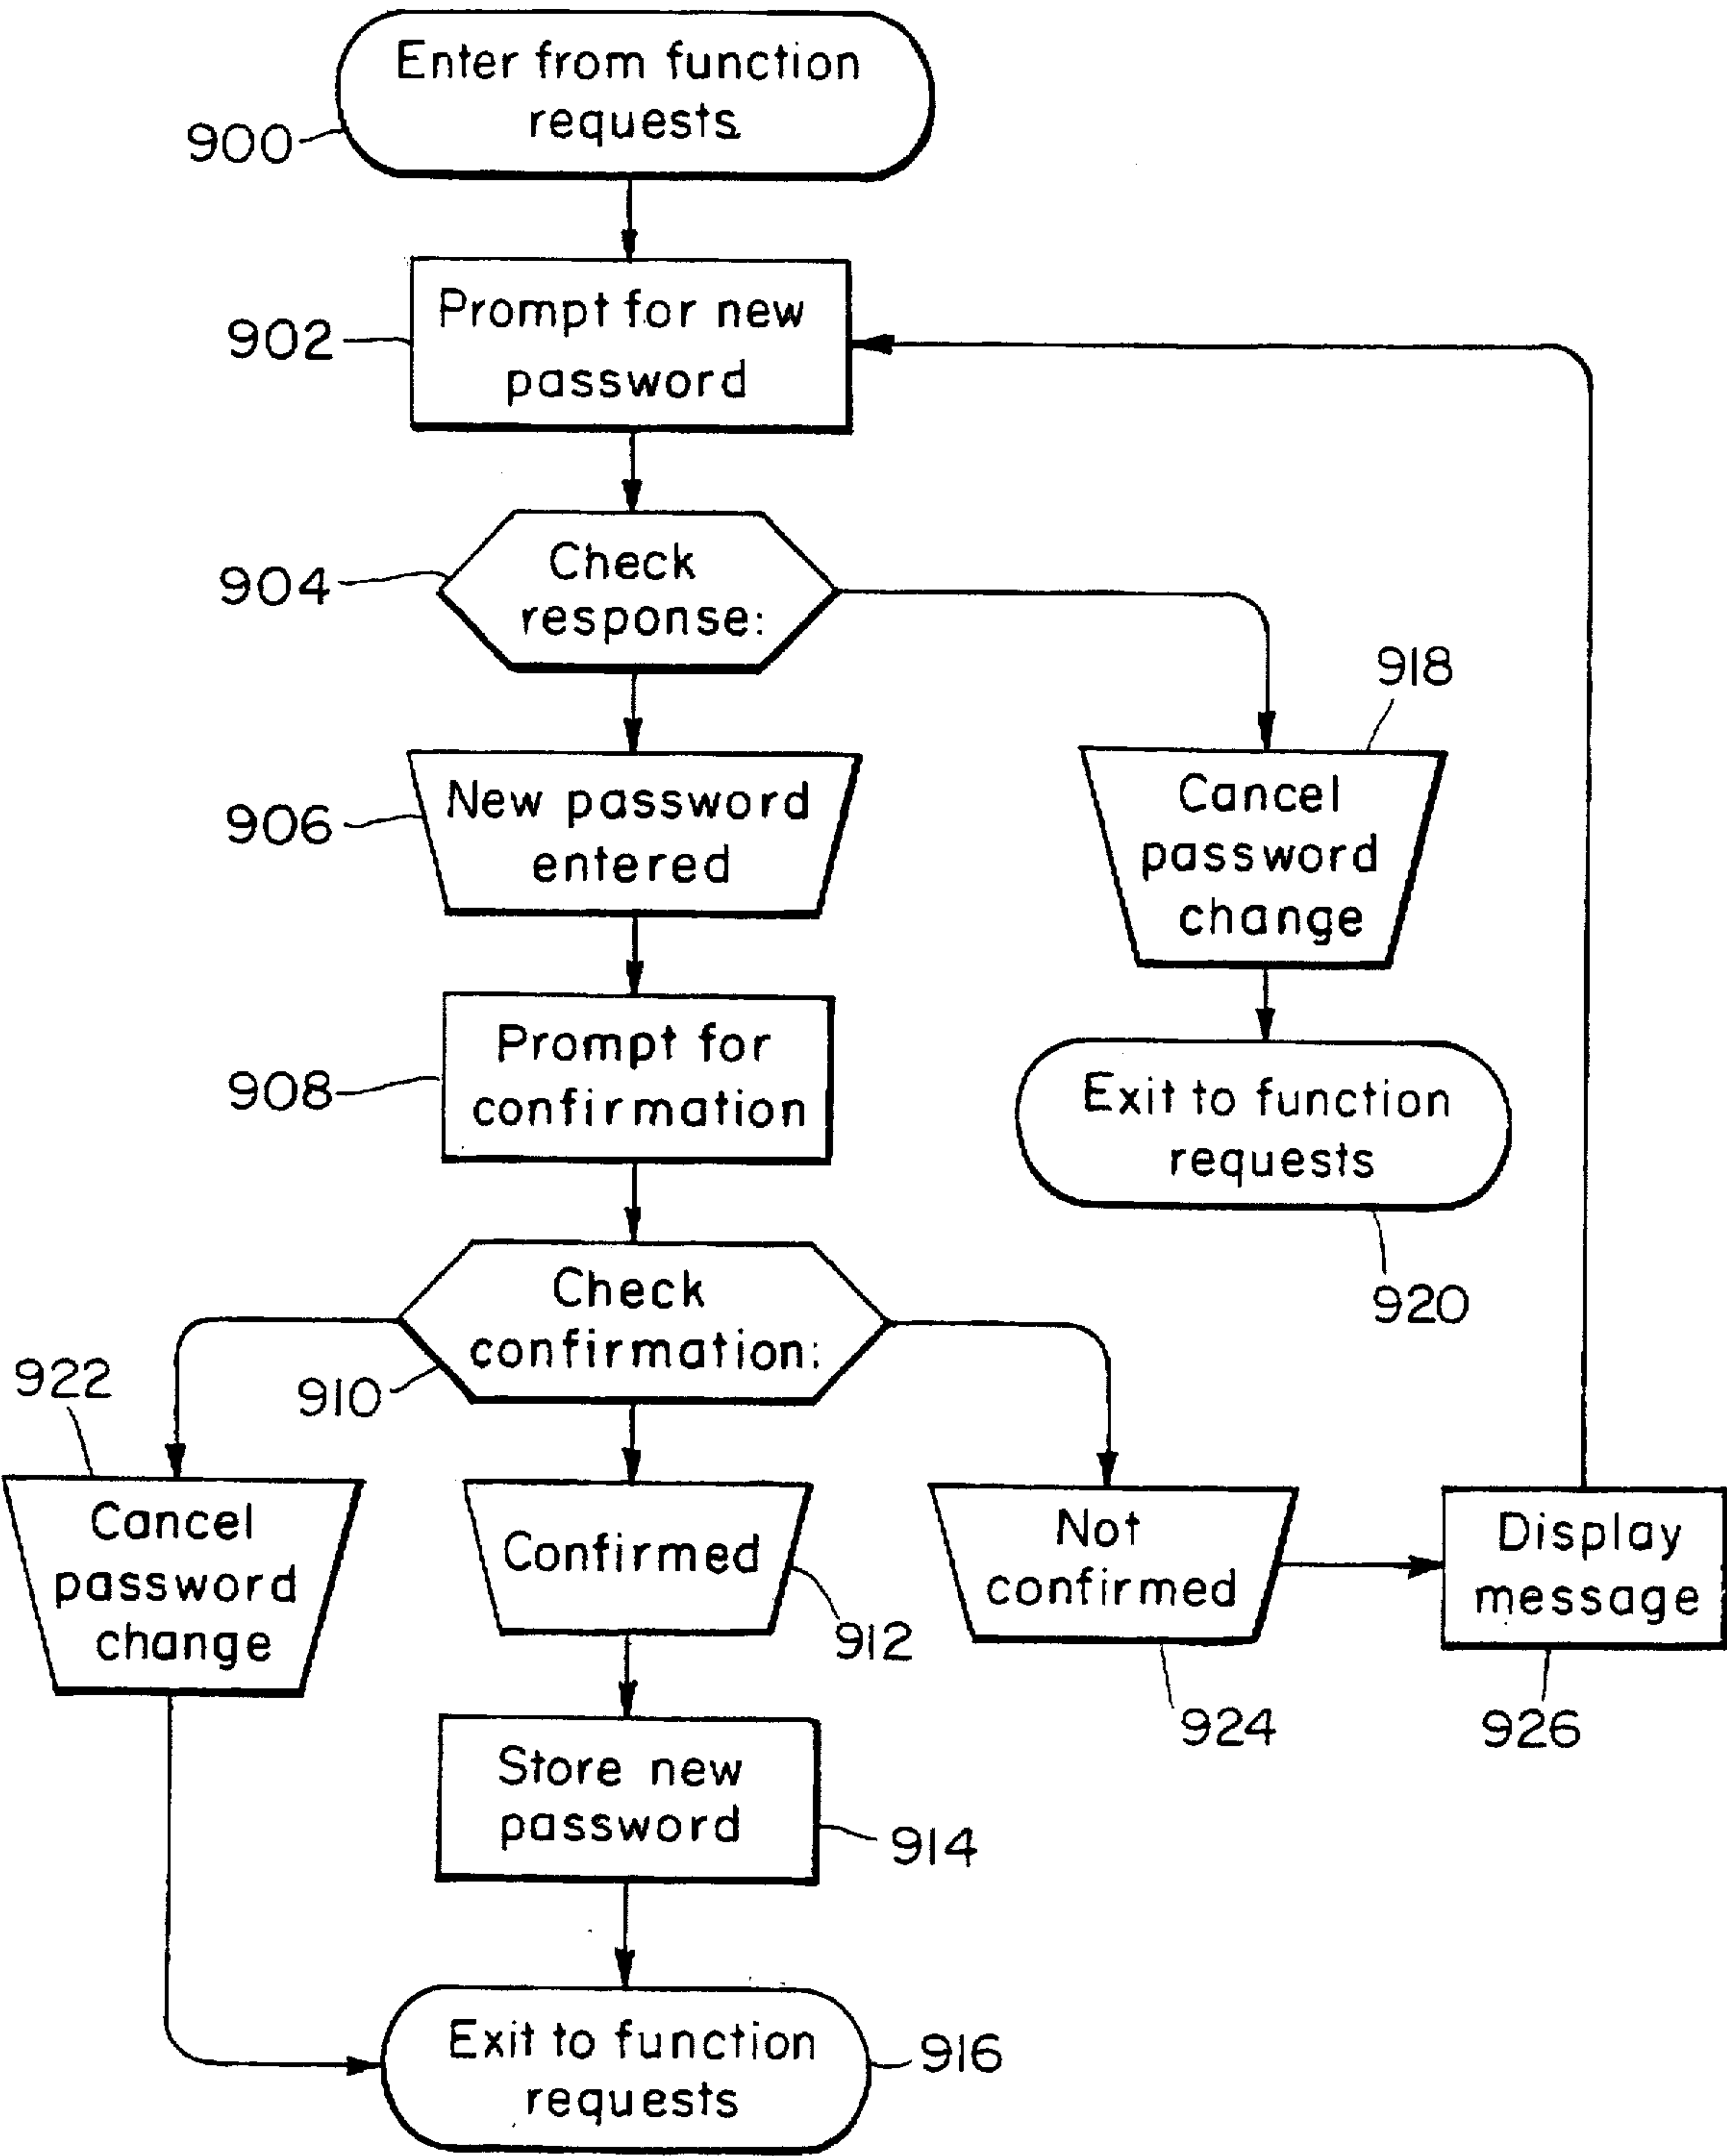 Enter from function
requests
900
Prompt for new
password
902
Check
response:
904
918
New password
entered
906
Cancel
password
change
Prompt for
confirmation
908
Exit to function
requests
920
Check
confirmation:
910
922
Cancel
password
change
Confirmed
912
Not
confirmed
924
Display
message
926
Store new
password
914
Exit to function
requests
916